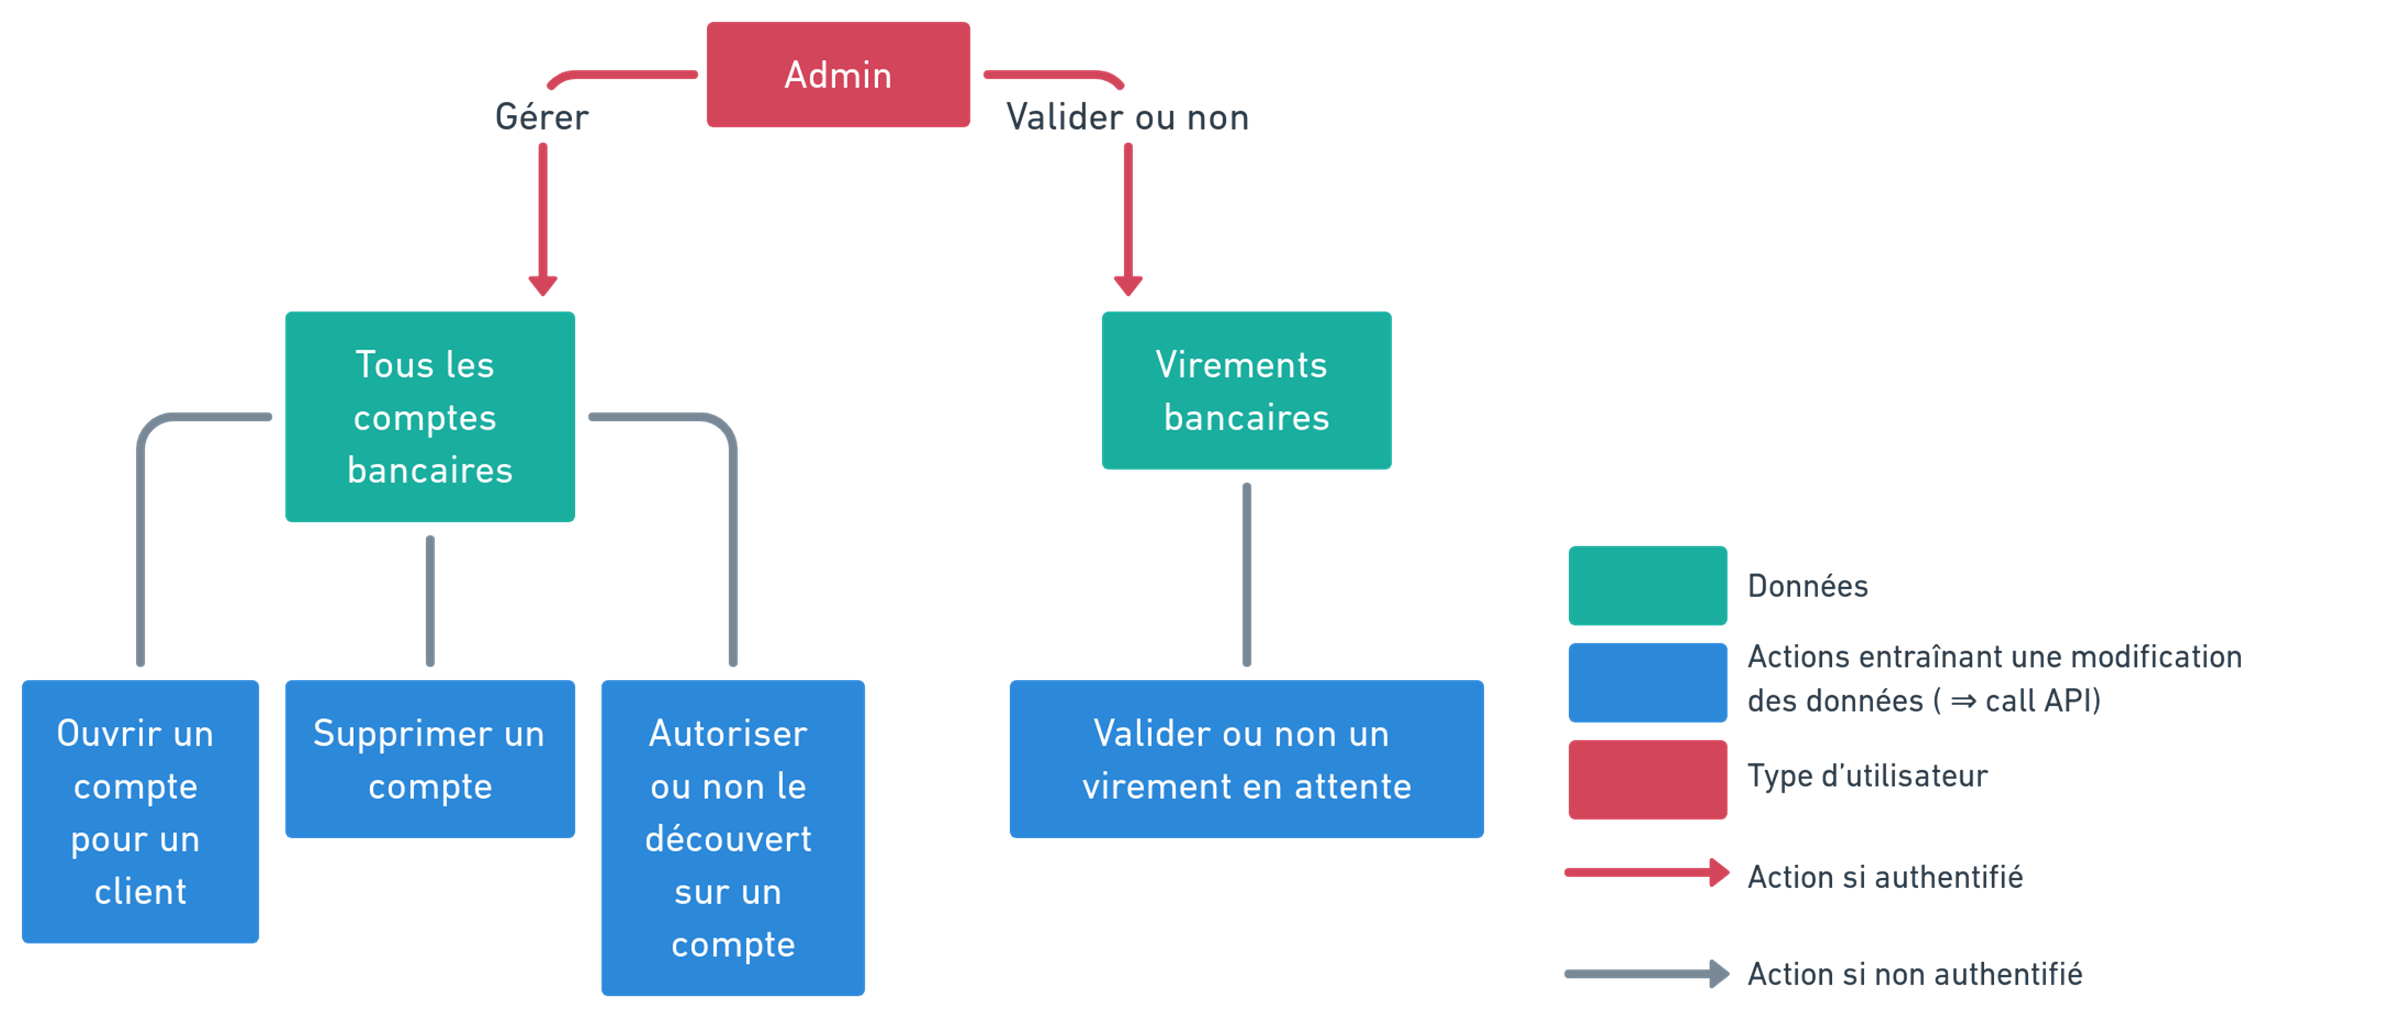 Admin
Gérer
Valider ou non
Tous les
comptes
bancaires
Virements
bancaires
Ouvrir un
compte
pour un
client
Supprimer un
compte
Autoriser
ou non le
découvert
sur un
compte
Valider ou non un
virement en attente
Données
Actions entraînant une modification
des données ( ⇒ call API)
Type d’utilisateur
Action si authentifié
Action si non authentifié